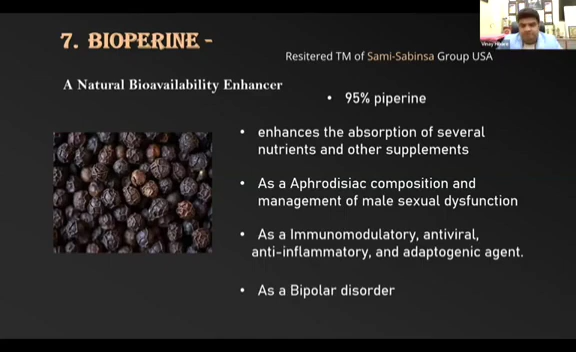 7. BIOPERINE -
Resitered TM of Sami-Sabinsa Group USA
A Natural Bioavailability Enhancer
• 95% piperine
• enhances the absorption of several
nutrients and other supplements
• As a Aphrodisiac composition and
management of male sexual dysfunction
• As a Immunomodulatory, antiviral,
anti-inflammatory, and adaptogenic agent.
• As a Bipolar disorder